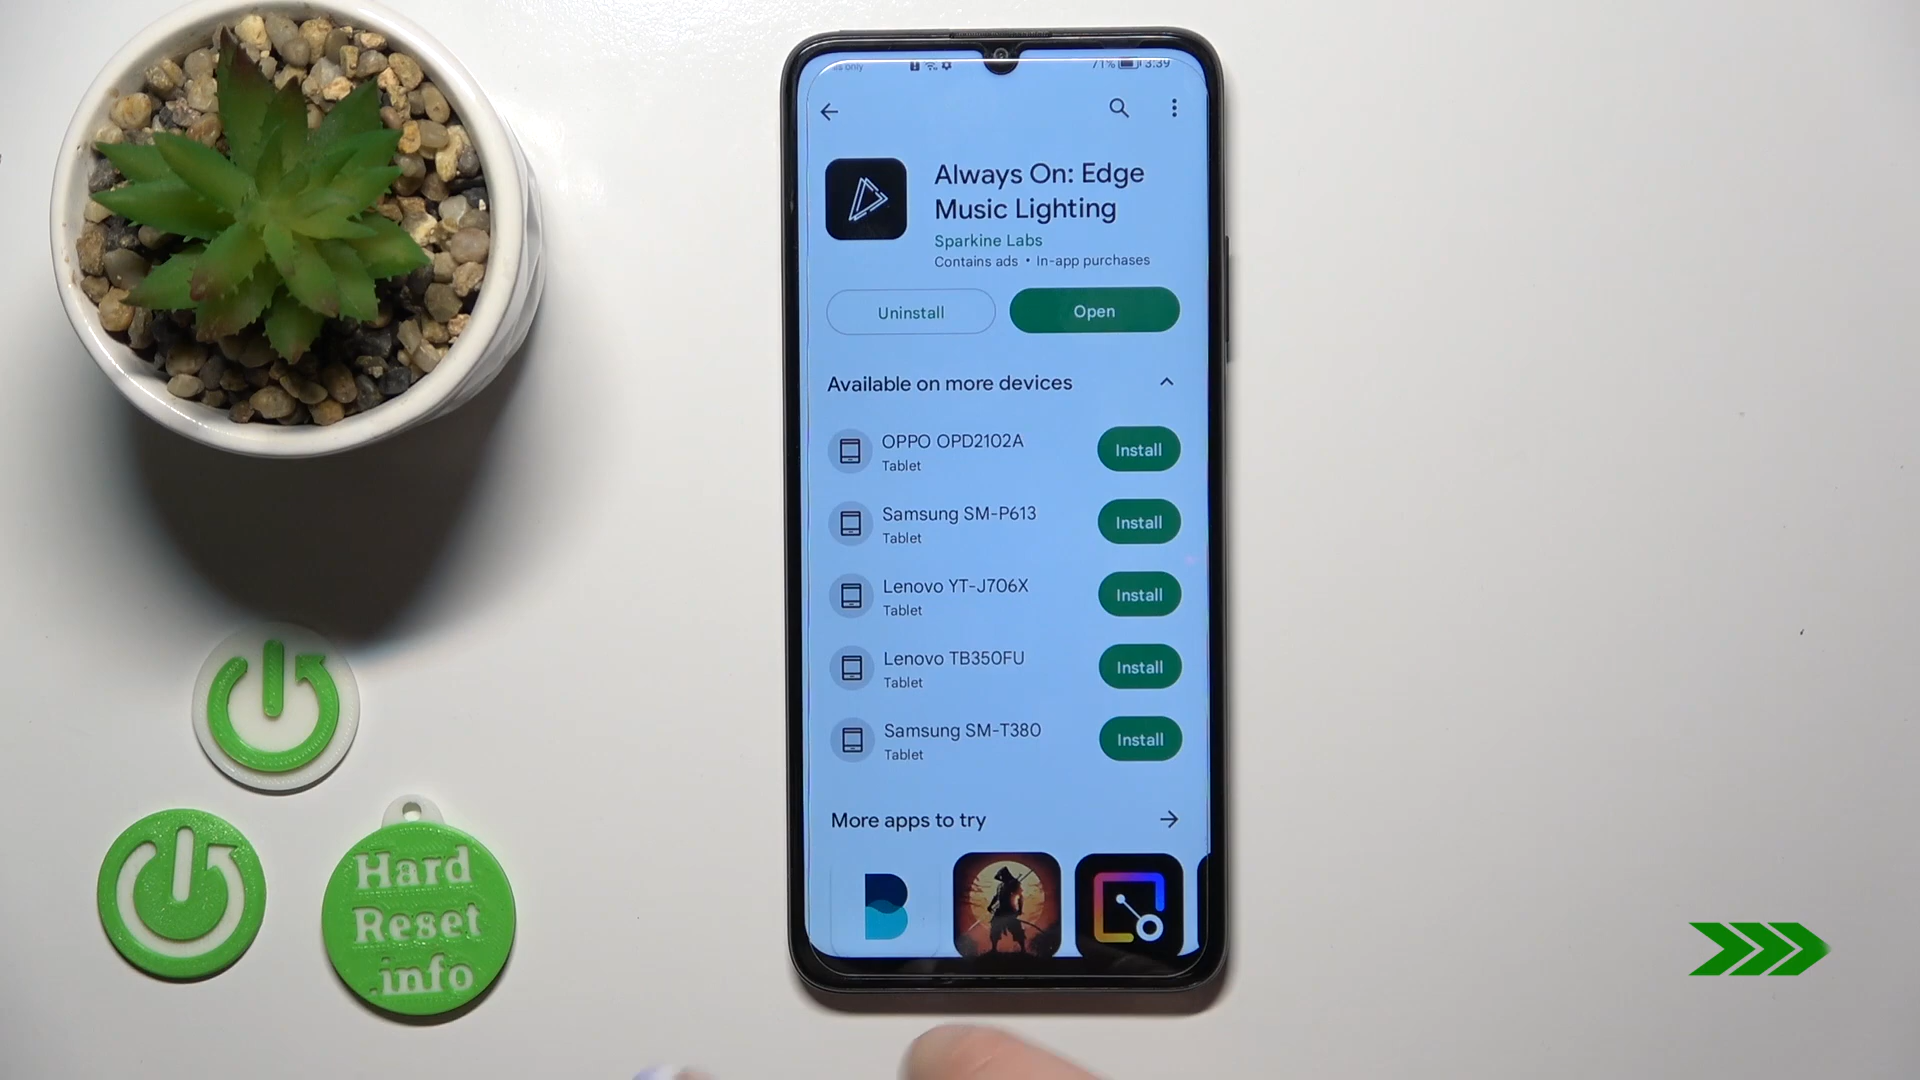 71% 3:39
Always On: Edge
Music Lighting
Sparkine Labs
Contains ads • In-app purchases
Uninstall
Open
Available on more devices
OPPO OPD2102A
Tablet
Install
Samsung SM-P613
Tablet
Install
Lenovo YT-J706X
Tablet
Install
Lenovo TB350FU
Tablet
Install
Samsung SM-T380
Tablet
Install
More apps to try
Hard
Reset
.info